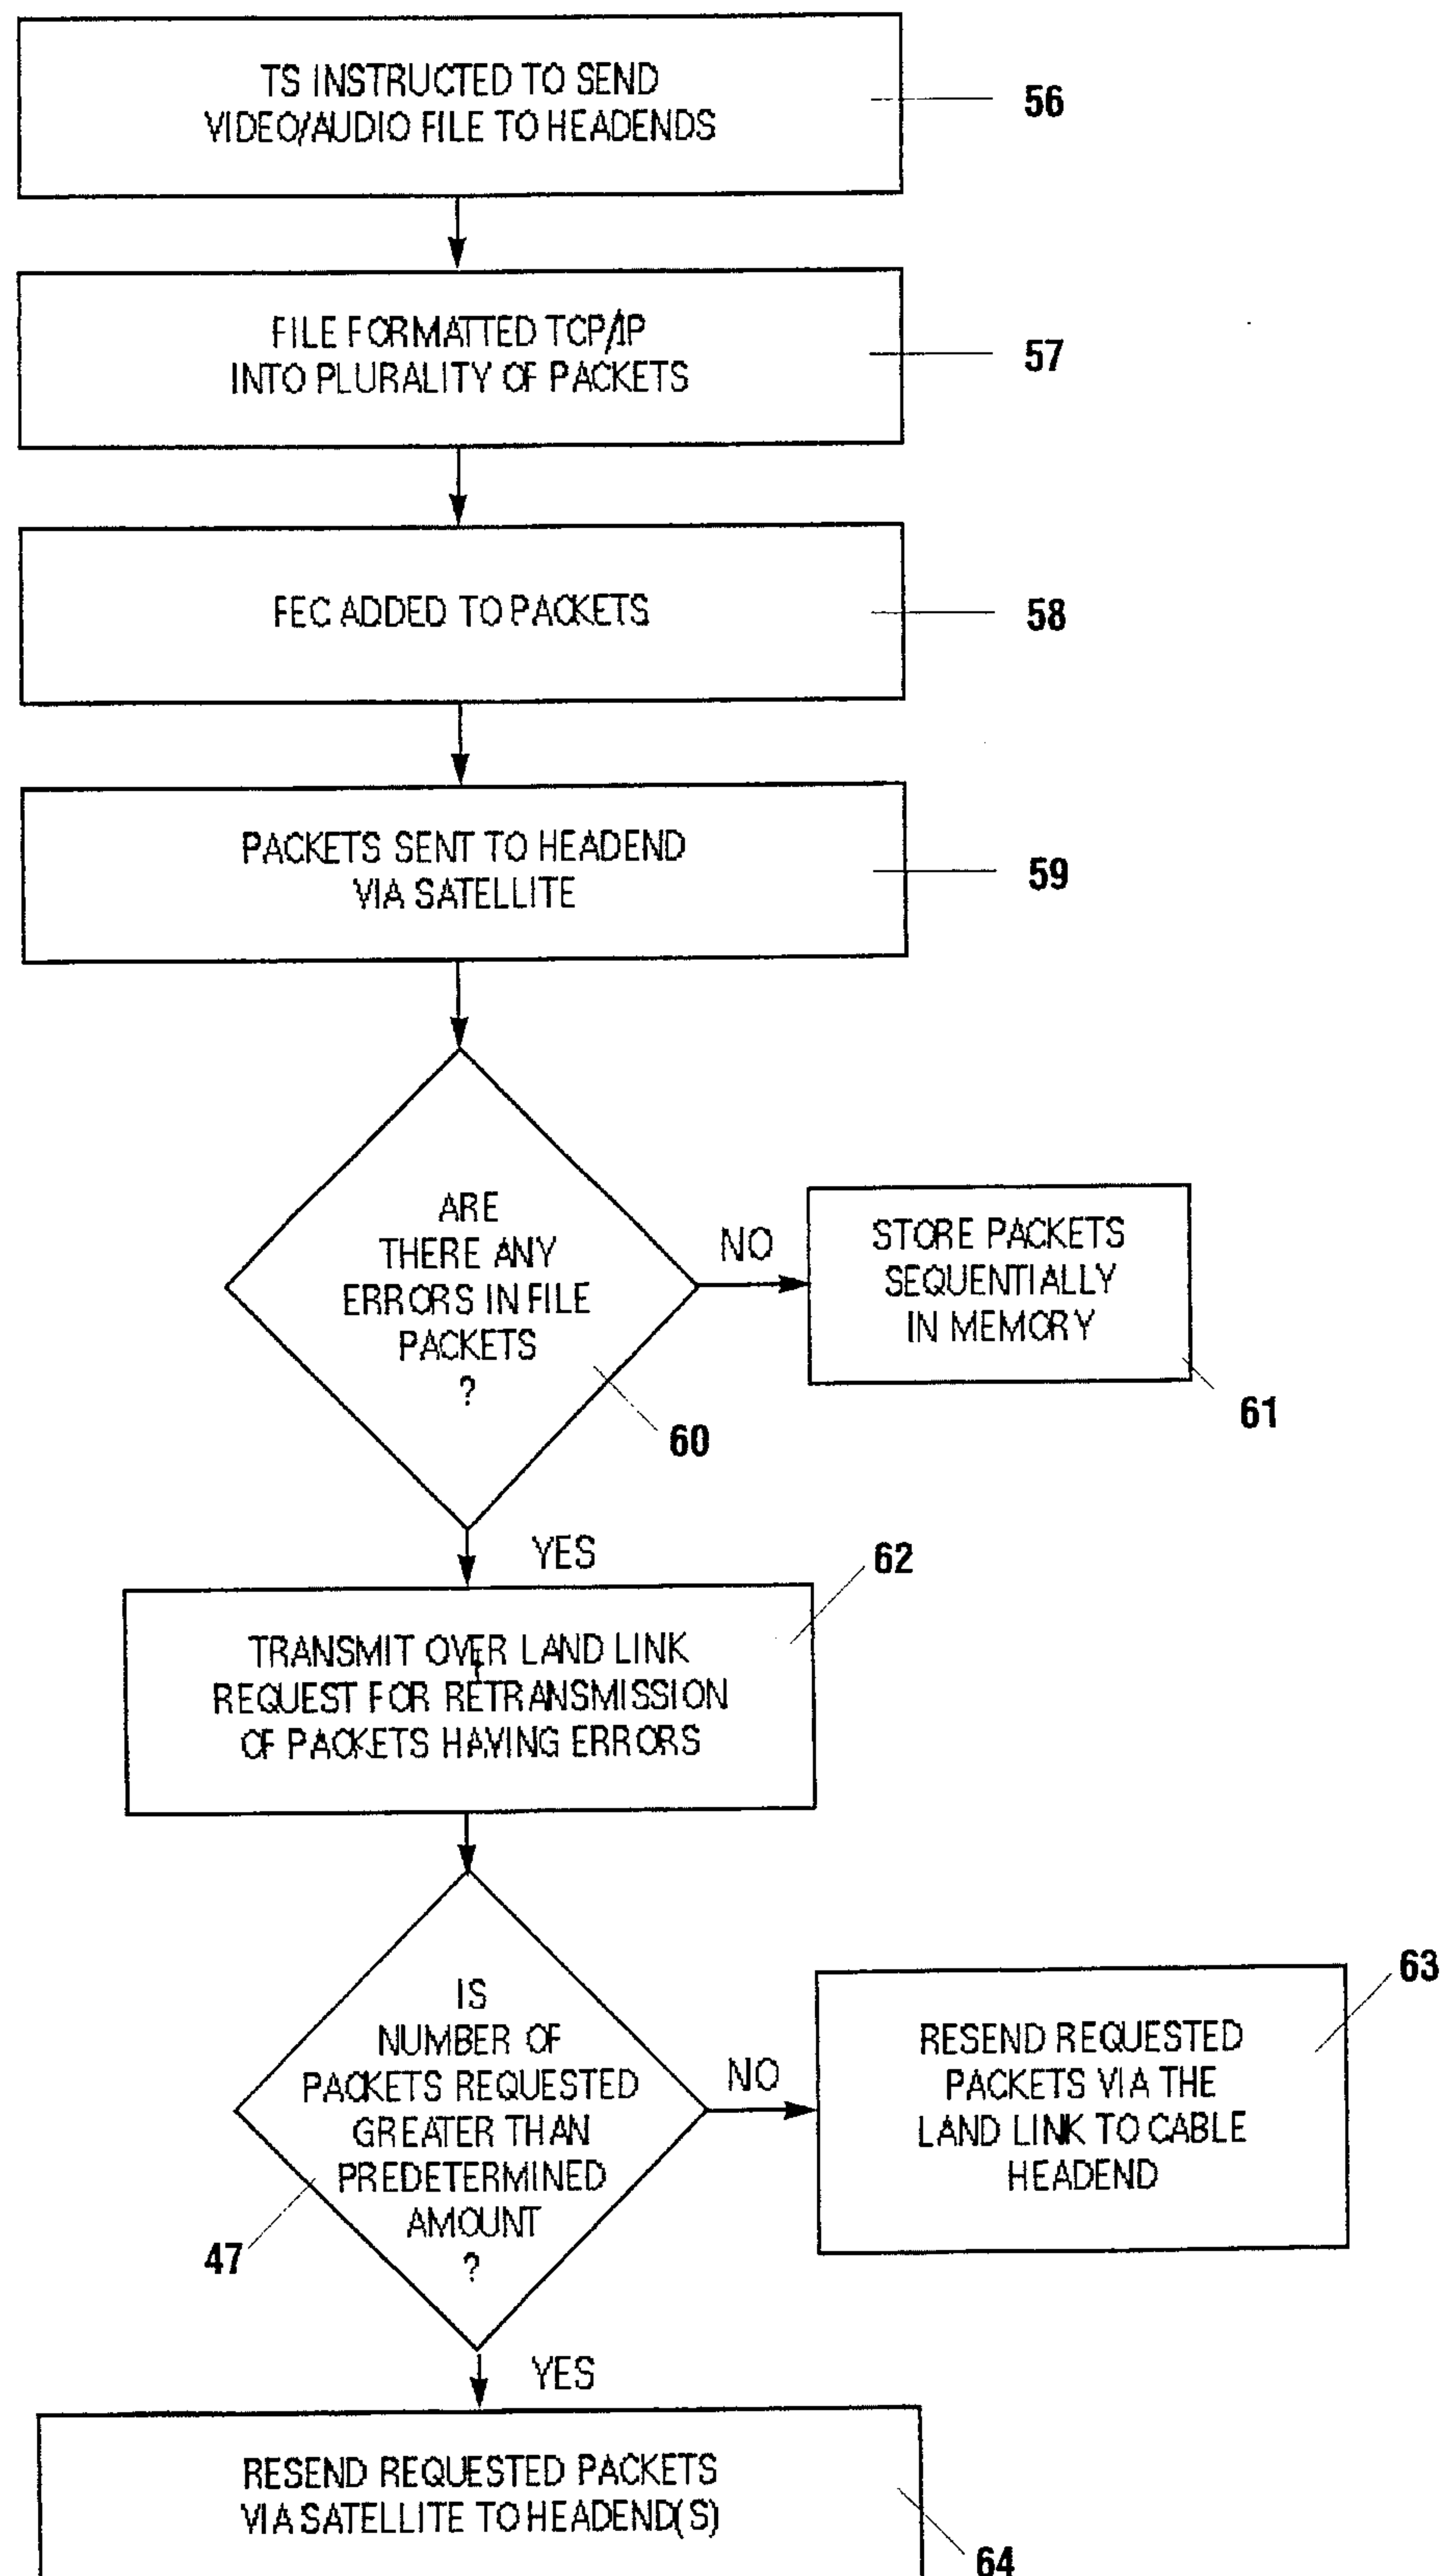 TS INSTRUCTED TO SEND
VIDEO/AUDIO FILE TO HEADENDS
56
FILE FORMATTED TCP/IP
INTO PLURALITY OF PACKETS
57
FEC ADDED TO PACKETS
58
PACKETS SENT TO HEADEND
VIA SATELLITE
59
ARE
THERE ANY
ERRORS IN FILE
PACKETS
?
60
NO
STORE PACKETS
SEQUENTIALLY
IN MEMORY
61
YES
62
TRANSMIT OVER LAND LINK
REQUEST FOR RETRANSMISSION
OF PACKETS HAVING ERRORS
IS
NUMBER OF
PACKETS REQUESTED
GREATER THAN
PREDETERMINED
AMOUNT
?
47
NO
63
RESEND REQUESTED
PACKETS VIA THE
LAND LINK TO CABLE
HEADEND
YES
RESEND REQUESTED PACKETS
VIA SATELLITE TO HEADEND(S)
64